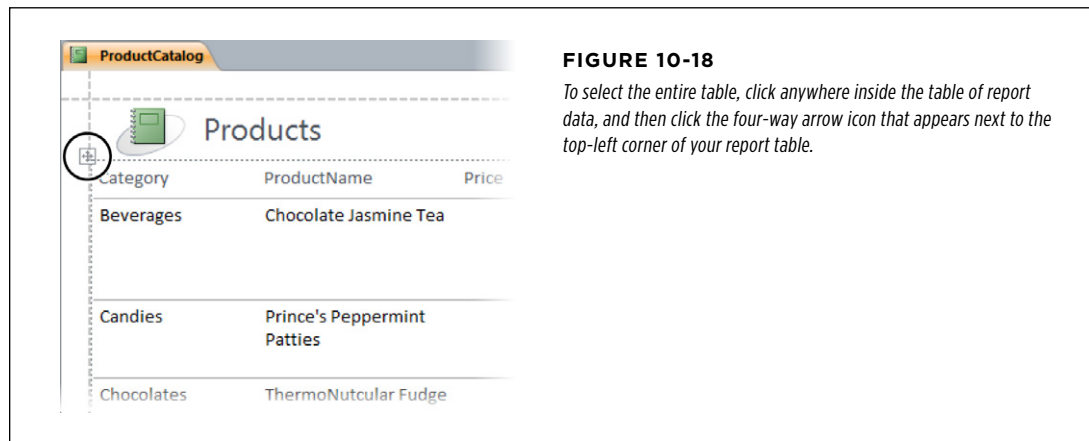 ProductCatalog
Products
Category ProductName Price
Beverages Chocolate Jasmine Tea
Candies Prince's Peppermint
Patties
Chocolates ThermoNutcular Fudge
FIGURE 10-18
To select the entire table, click anywhere inside the table of report
data, and then click the four-way arrow icon that appears next to the
top-left corner of your report table.